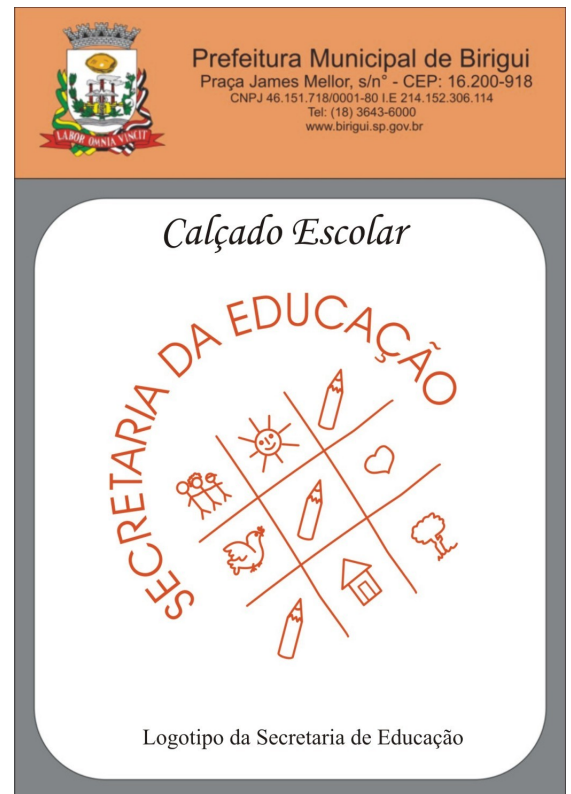 Prefeitura Municipal de Birigui
Praça James Mellor, s/n° - CEP: 16.200-918
CNPJ 46.151.718/0001-80 I.E 214.152.306.114
Tel: (18) 3643-6000
www.birigui.sp.gov.br
LABOR OMNIA VINCIT
Calçado Escolar
SECRETARIA DA EDUCAÇÃO
Logotipo da Secretaria de Educação